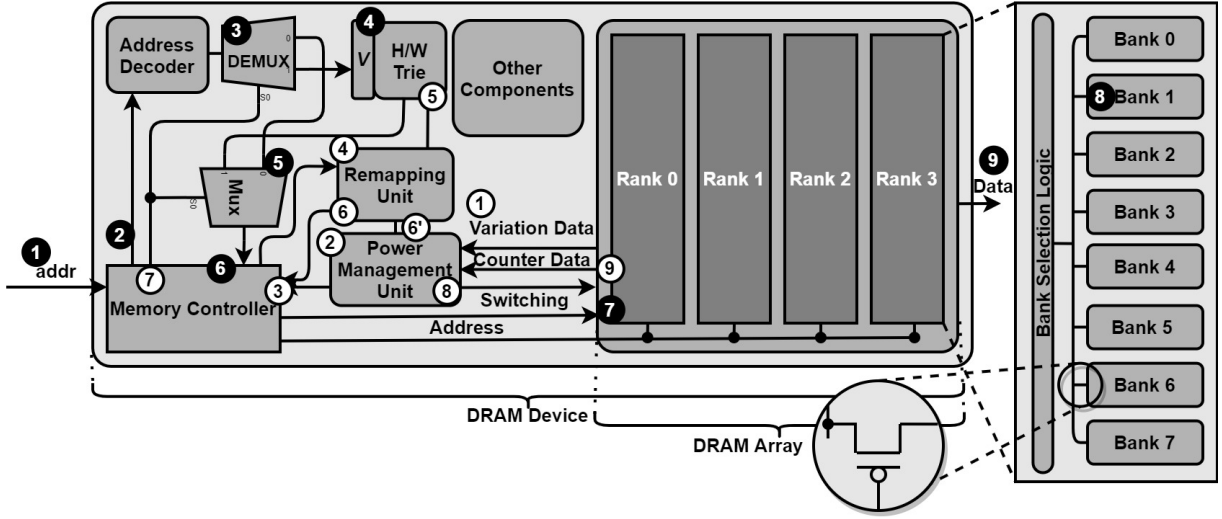 3
4
Address
Decoder
DEMUX
0
1
S0
V
H/W
Trie
5
Other
Components
Rank 0
Rank 1
Rank 2
Rank 3
4
Remapping
Unit
6
6'
5
Mux
1
0
S0
1
Variation Data
Counter Data
9
2
Power
Management
Unit
8
Switching
7
Address
1
addr
2
7
6
3
Memory Controller
9
Data
DRAM Device
DRAM Array
Bank Selection Logic
Bank 0
8
Bank 1
Bank 2
Bank 3
Bank 4
Bank 5
Bank 6
Bank 7